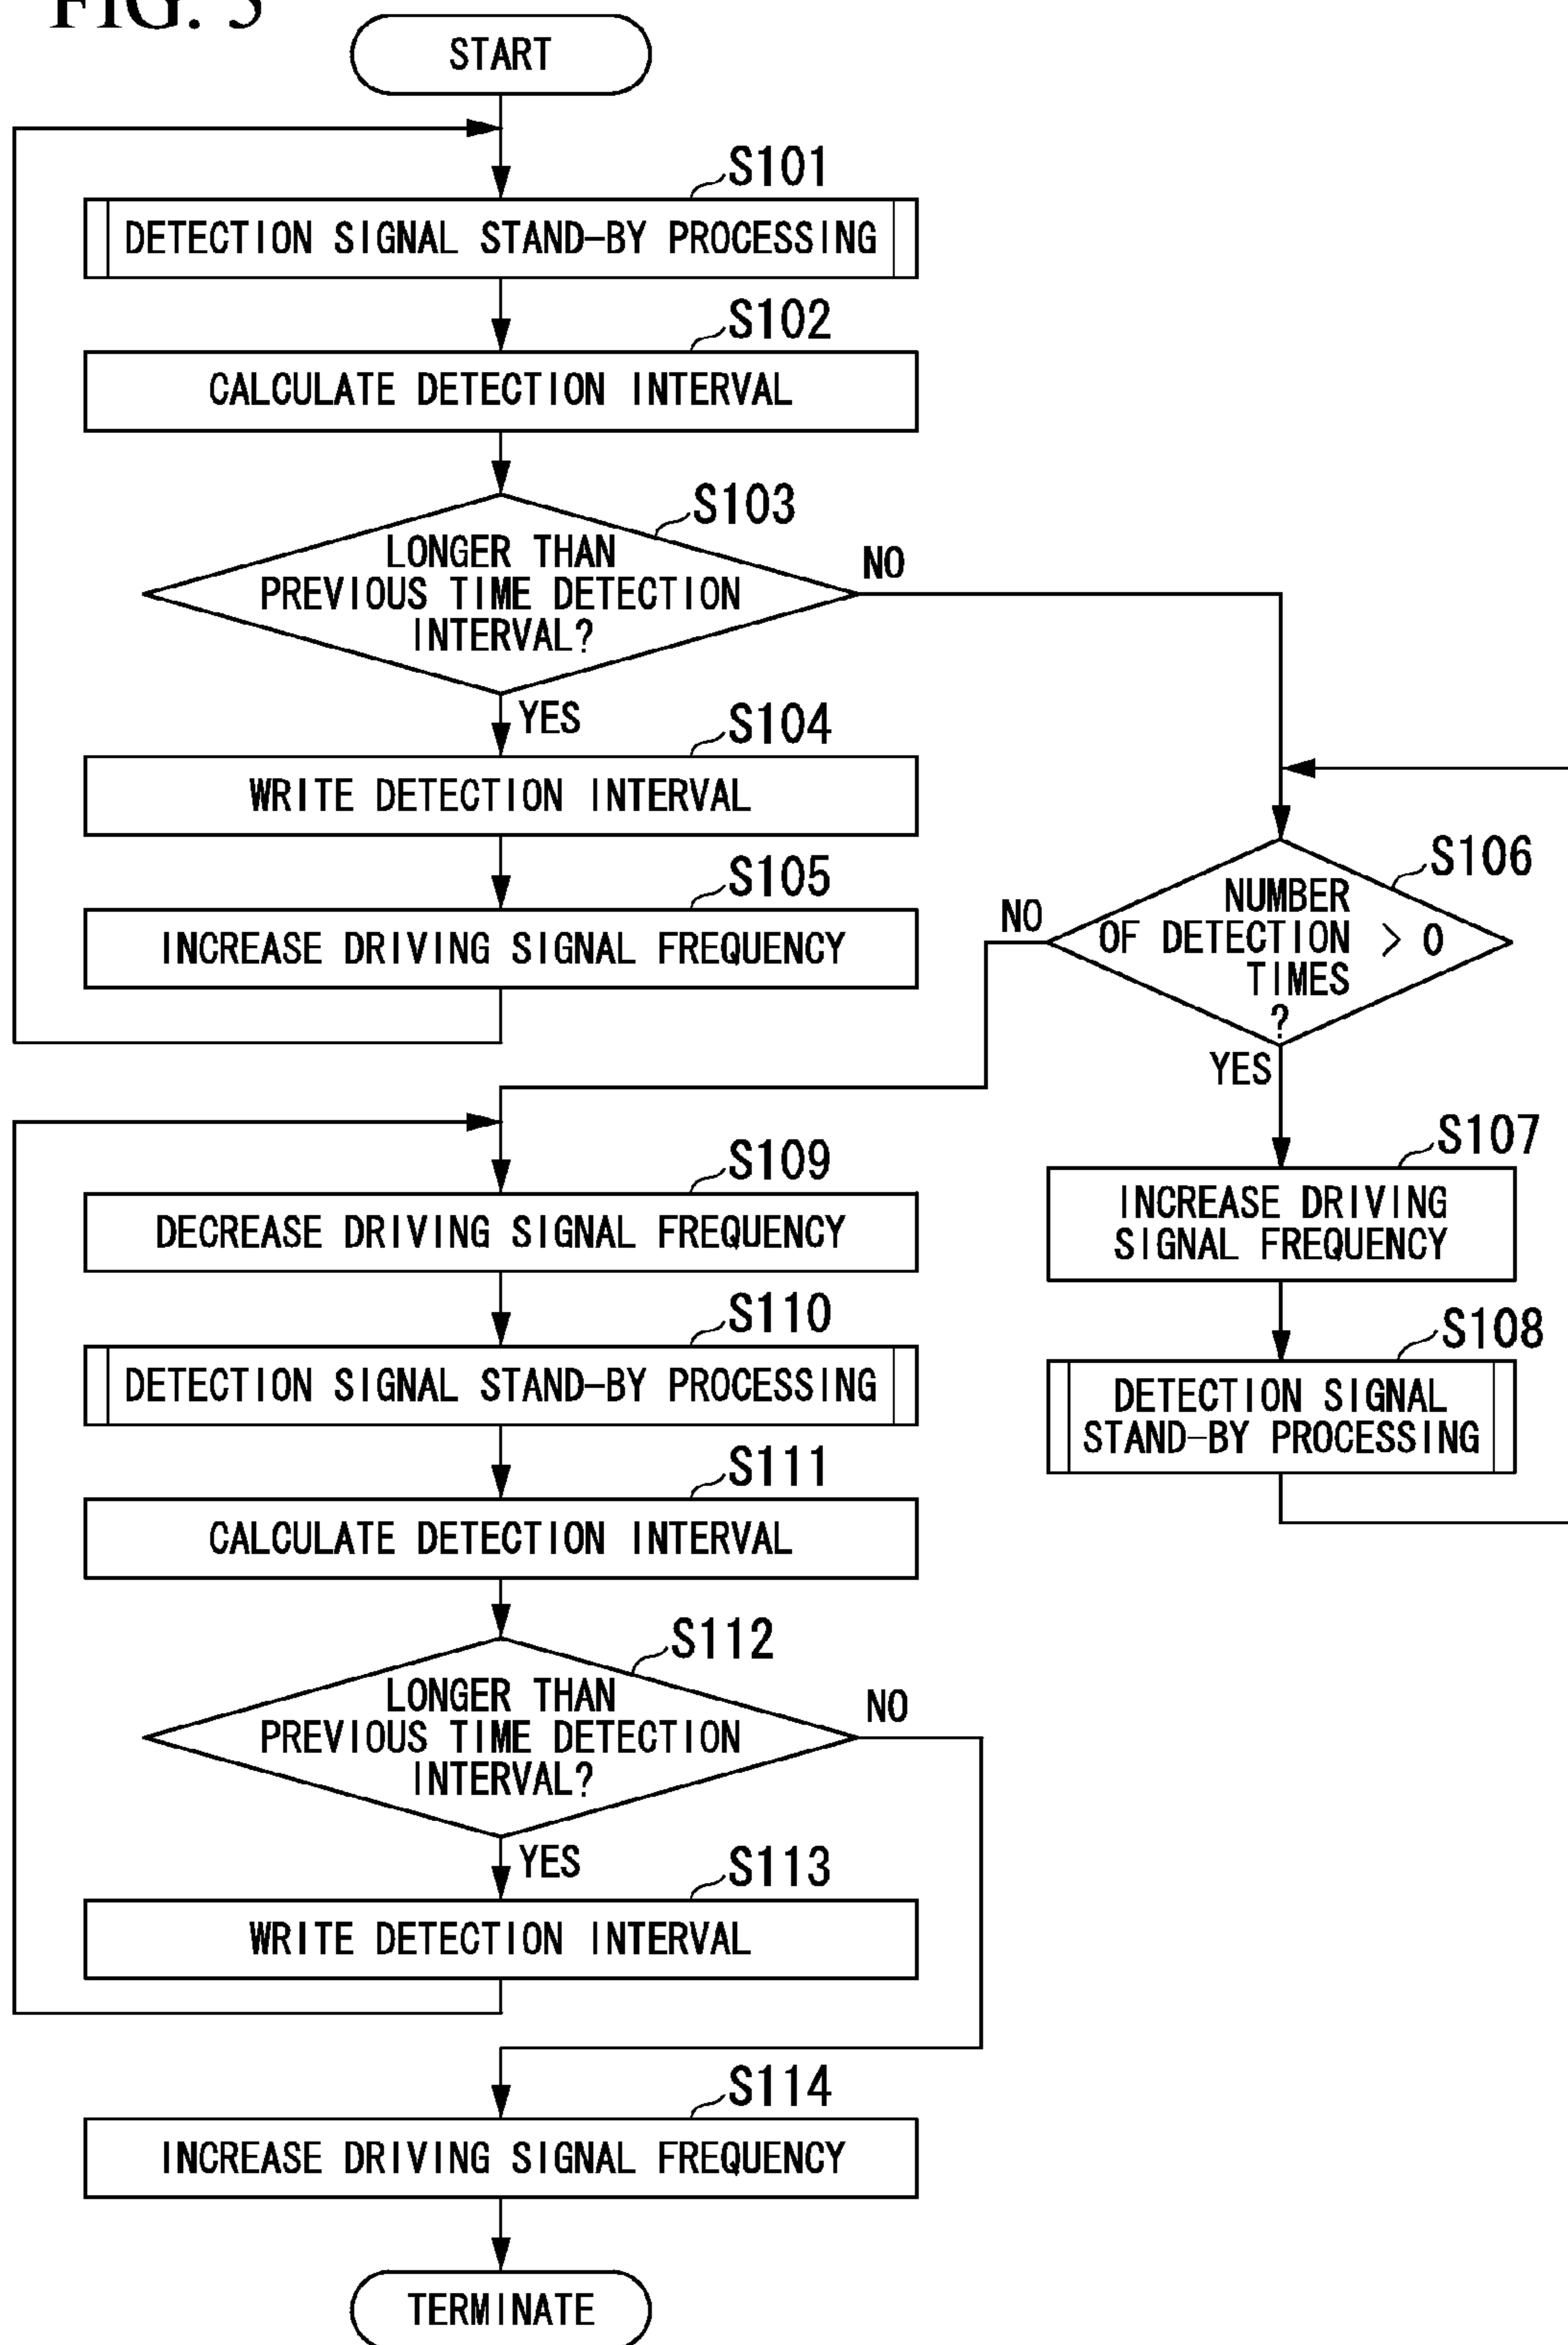 FIG. 5
START
S101
DETECTION SIGNAL STAND-BY PROCESSING
S102
CALCULATE DETECTION INTERVAL
S103
LONGER THAN
PREVIOUS TIME DETECTION
INTERVAL?
NO
YES
S104
WRITE DETECTION INTERVAL
S105
INCREASE DRIVING SIGNAL FREQUENCY
S106
NUMBER
OF DETECTION > 0
TIMES
?
NO
YES
S107
INCREASE DRIVING
SIGNAL FREQUENCY
S108
DETECTION SIGNAL
STAND-BY PROCESSING
S109
DECREASE DRIVING SIGNAL FREQUENCY
S110
DETECTION SIGNAL STAND-BY PROCESSING
S111
CALCULATE DETECTION INTERVAL
S112
LONGER THAN
PREVIOUS TIME DETECTION
INTERVAL?
NO
YES
S113
WRITE DETECTION INTERVAL
S114
INCREASE DRIVING SIGNAL FREQUENCY
TERMINATE